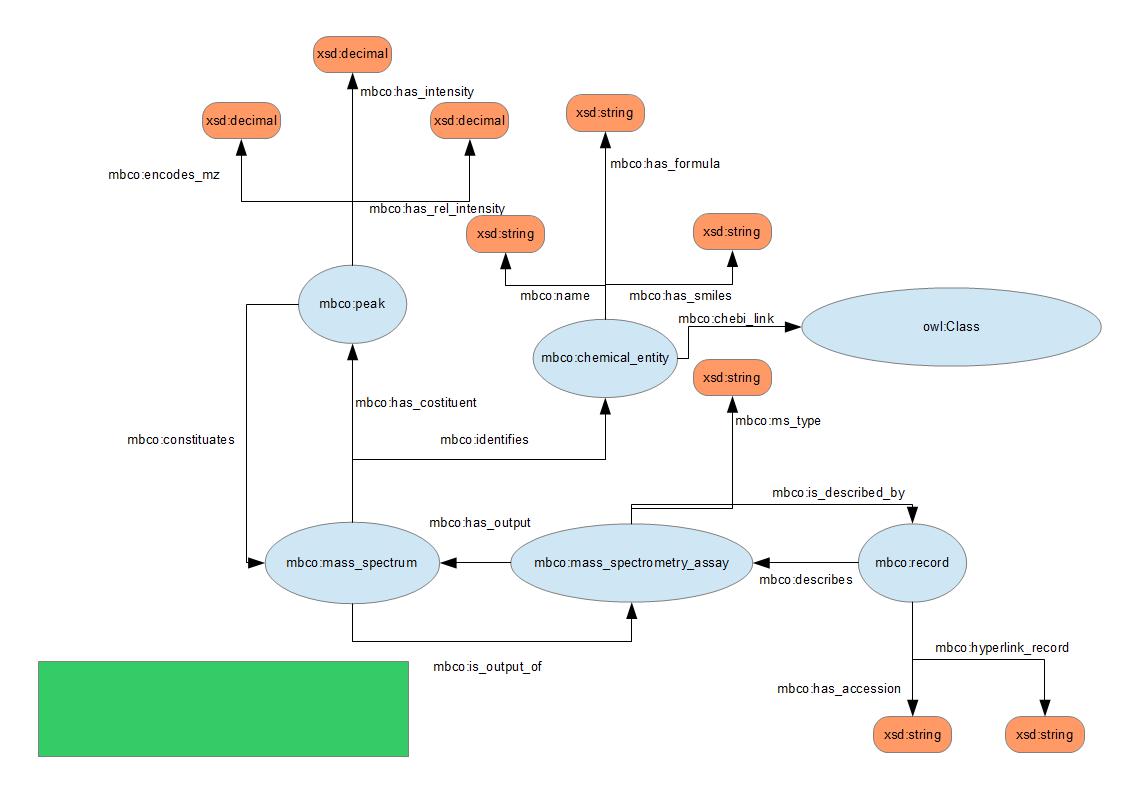 xsd:decimal
mbco:has_intensity
xsd:decimal
xsd:decimal
xsd:string
mbco:has_formula
mbco:encodes_mz
mbco:has_rel_intensity
xsd:string
xsd:string
mbco:name
mbco:has_smiles
mbco:peak
mbco:chebi_link
owl:Class
mbco:chemical_entity
xsd:string
mbco:has_costituent
mbco:ms_type
mbco:constituates
mbco:identifies
mbco:is_described_by
mbco:has_output
mbco:mass_spectrum
mbco:mass_spectrometry_assay
mbco:record
mbco:describes
mbco:hyperlink_record
mbco:is_output_of
mbco:has_accession
xsd:string
xsd:string